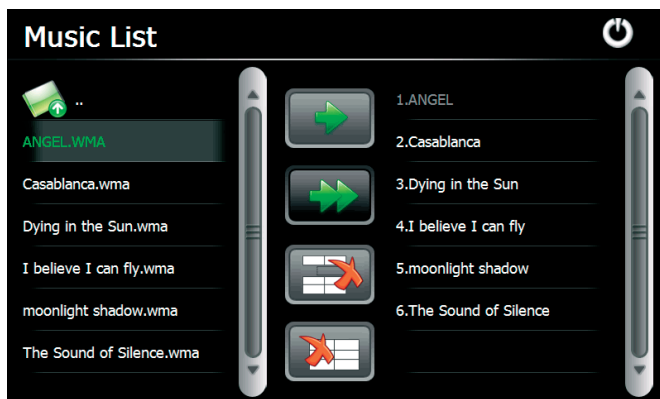 Music List
..
ANGEL.WMA
Casablanca.wma
Dying in the Sun.wma
I believe I can fly.wma
moonlight shadow.wma
The Sound of Silence.wma
1.ANGEL
2.Casablanca
3.Dying in the Sun
4.I believe I can fly
5.moonlight shadow
6.The Sound of Silence